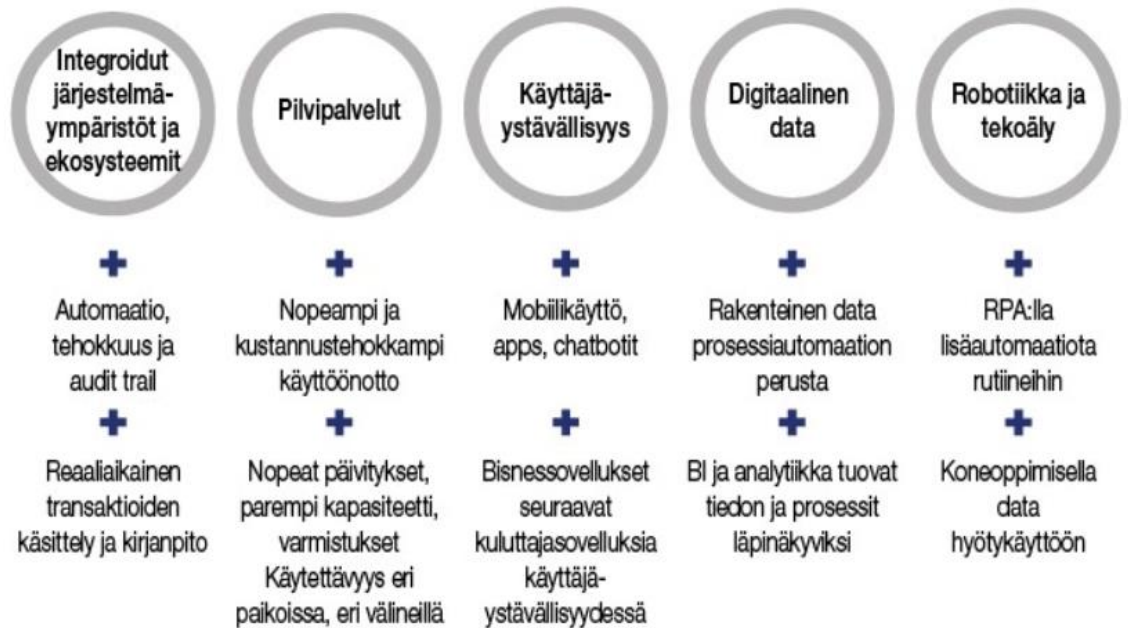 Integroidut
järjestelmä-
ympäristöt ja
ekosysteemit
+
Automaatio,
tehokkuus ja
audit trail
+
Reaaliaikainen
transaktioiden
käsittely ja kirjanpito
Pilvipalvelut
+
Nopeampi ja
kustannustehokkampi
käyttöönotto
+
Nopeat päivitykset,
parempi kapasiteetti,
varmistukset
Käytettävyys eri
paikoissa, eri välineillä
Käyttäjä-
ystävällisyys
+
Mobiilikäyttö,
apps, chatbotit
+
Bisnessovellukset
seuraavat
kuluttajasovelluksia
käyttäjä-
ystävällisyydessä
Digitaalinen
data
+
Rakenteinen data
prosessiautomaation
perusta
+
BI ja analytiikka tuovat
tiedon ja prosessit
läpinäkyviksi
Robotiikka ja
tekoäly
+
RPA:lla
lisäautomaatiota
rutiineihin
+
Koneoppimisella
data
hyötykäyttöön